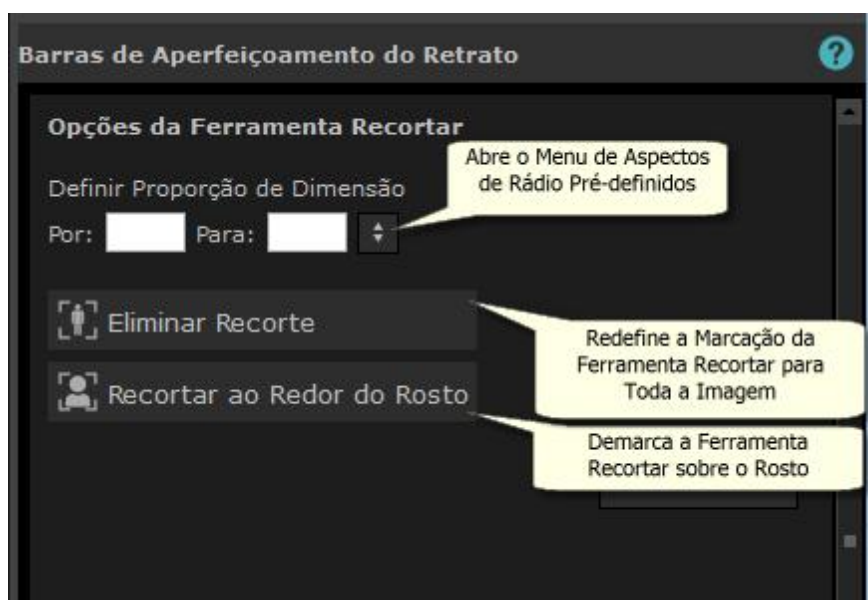 Barras de Aperfeiçoamento do Retrato
?
Opções da Ferramenta Recortar
Abre o Menu de Aspectos
de Rádio Pré-definidos
Definir Proporção de Dimensão
Por: Para:
Eliminar Recorte
Redefine a Marcação da
Ferramenta Recortar para
Toda a Imagem
Recortar ao Redor do Rosto
Demarca a Ferramenta
Recortar sobre o Rosto